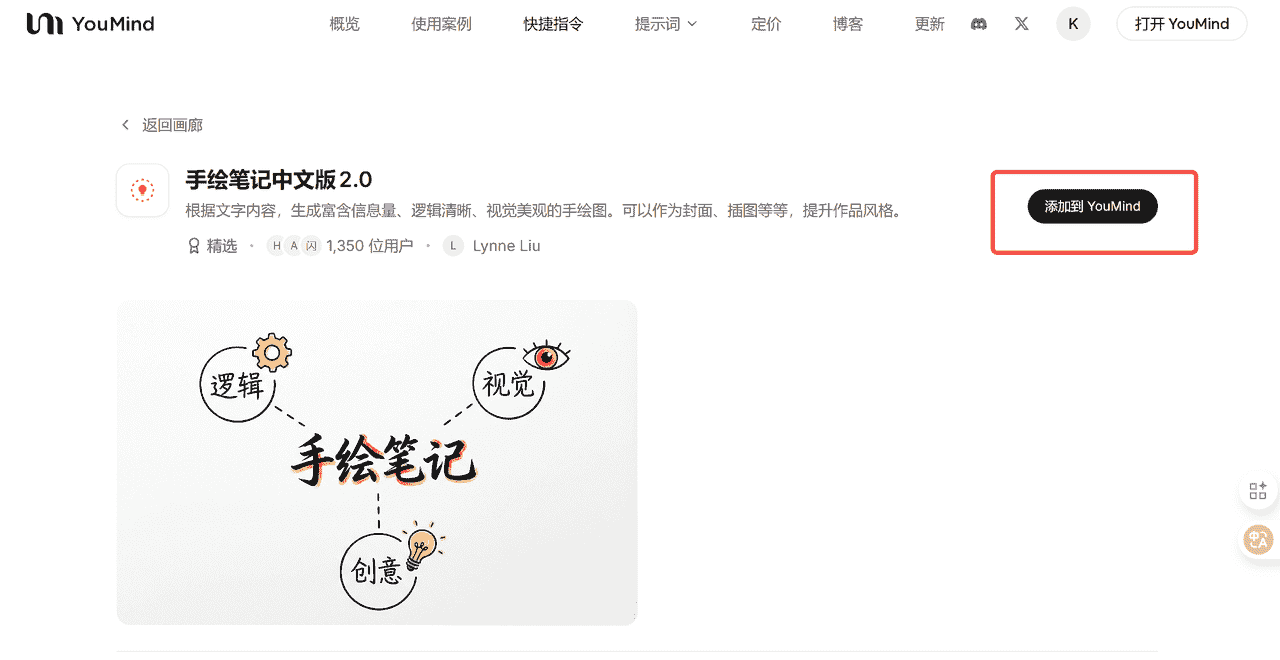 YouMind 概览 使用案例 快捷指令 提示词 定价 博客 更新 K 打开 YouMind
返回画廊
手绘笔记中文版2.0
添加到 YouMind
根据文字内容，生成富含信息量、逻辑清晰、视觉美观的手绘图。可以作为封面、插图等等，提升作品风格。
精选 · H A 闪 1,350 位用户 · L Lynne Liu
逻辑
视觉
手绘笔记
创意
中A